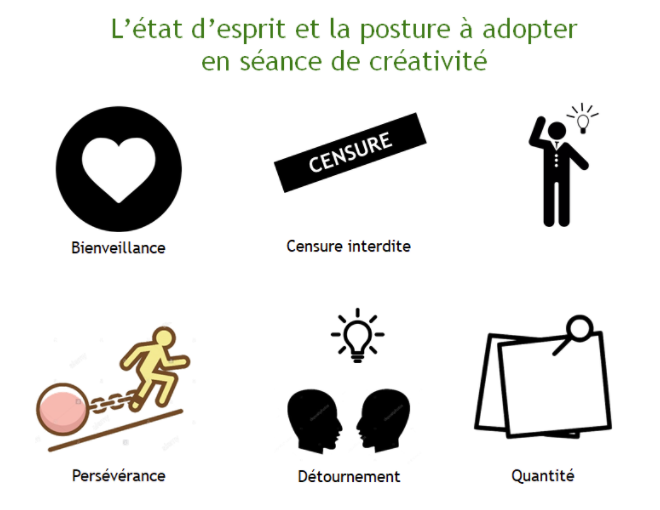 L’état d’esprit et la posture à adopter
en séance de créativité
CENSURE
Bienveillance
Censure interdite
Persévérance
Détournement
Quantité